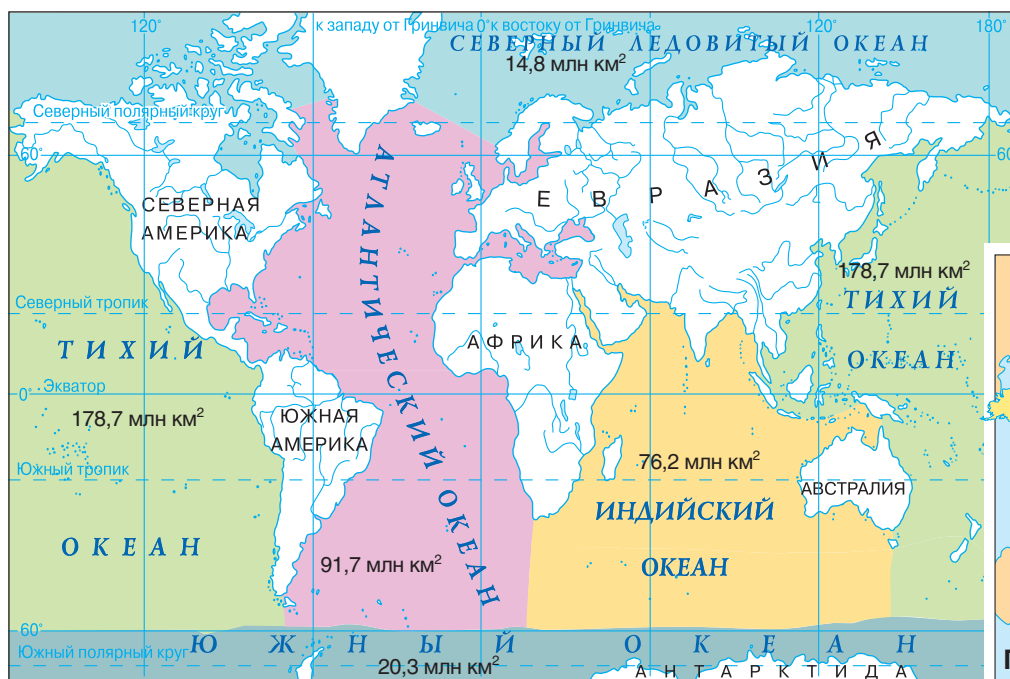 120° к западу от Гринвича 0° к востоку от Гринвича 120° 180°
СЕВЕРНЫЙ ЛЕДОВИТЫЙ ОКЕАН
14,8 млн км²
Северный полярный круг
60° 60
ЕВРАЗИЯ
СЕВЕРНАЯ
АМЕРИКА
АТЛАНТИЧЕСКИЙ ОКЕАН
178,7 млн км²
Северный тропик
ТИХИЙ
ОКЕАН
ТИХИЙ
АФРИКА
Экватор
0°
178,7 млн км²
ЮЖНАЯ
АМЕРИКА
76,2 млн км²
Южный тропик
АВСТРАЛИЯ
ИНДИЙСКИЙ
ОКЕАН
ОКЕАН
91,7 млн км²
60°
ЮЖНЫЙ ОКЕАН
Южный полярный круг
20,3 млн км²
АНТАРКТИДА